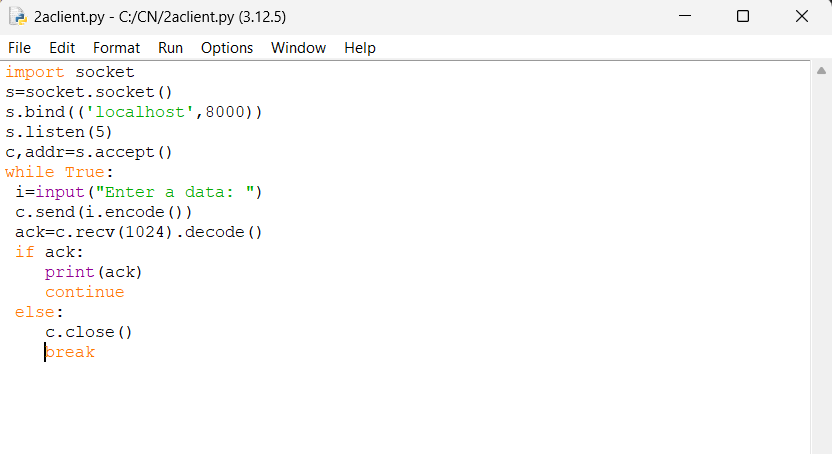 2aclient.py - C:/CN/2aclient.py (3.12.5)
File Edit Format Run Options Window Help
import socket
s=socket.socket()
s.bind(('localhost',8000))
s.listen(5)
c,addr=s.accept()
while True:
 i=input("Enter a data: ")
 c.send(i.encode())
 ack=c.recv(1024).decode()
 if ack:
    print(ack)
    continue
 else:
    c.close()
    break